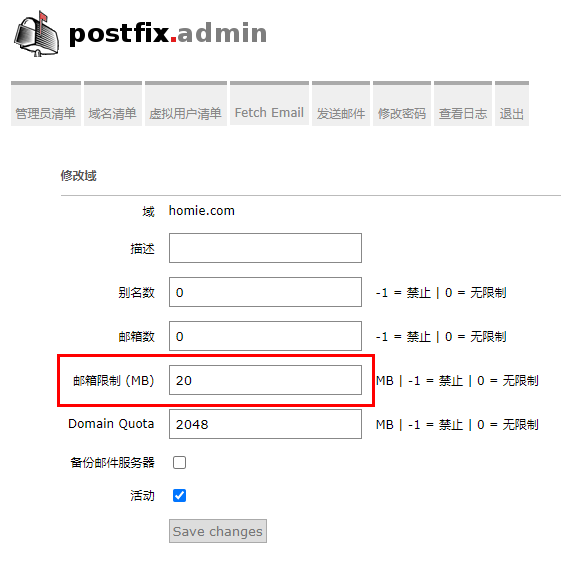 postfix.admin
管理员清单 域名清单 虚拟用户清单 Fetch Email 发送邮件 修改密码 查看日志 退出
修改域
域 homie.com
描述
别名数 0 -1 = 禁止 | 0 = 无限制
邮箱数 0 -1 = 禁止 | 0 = 无限制
邮箱限制 (MB) 20 MB | -1 = 禁止 | 0 = 无限制
Domain Quota 2048 MB | -1 = 禁止 | 0 = 无限制
备份邮件服务器
活动
Save changes